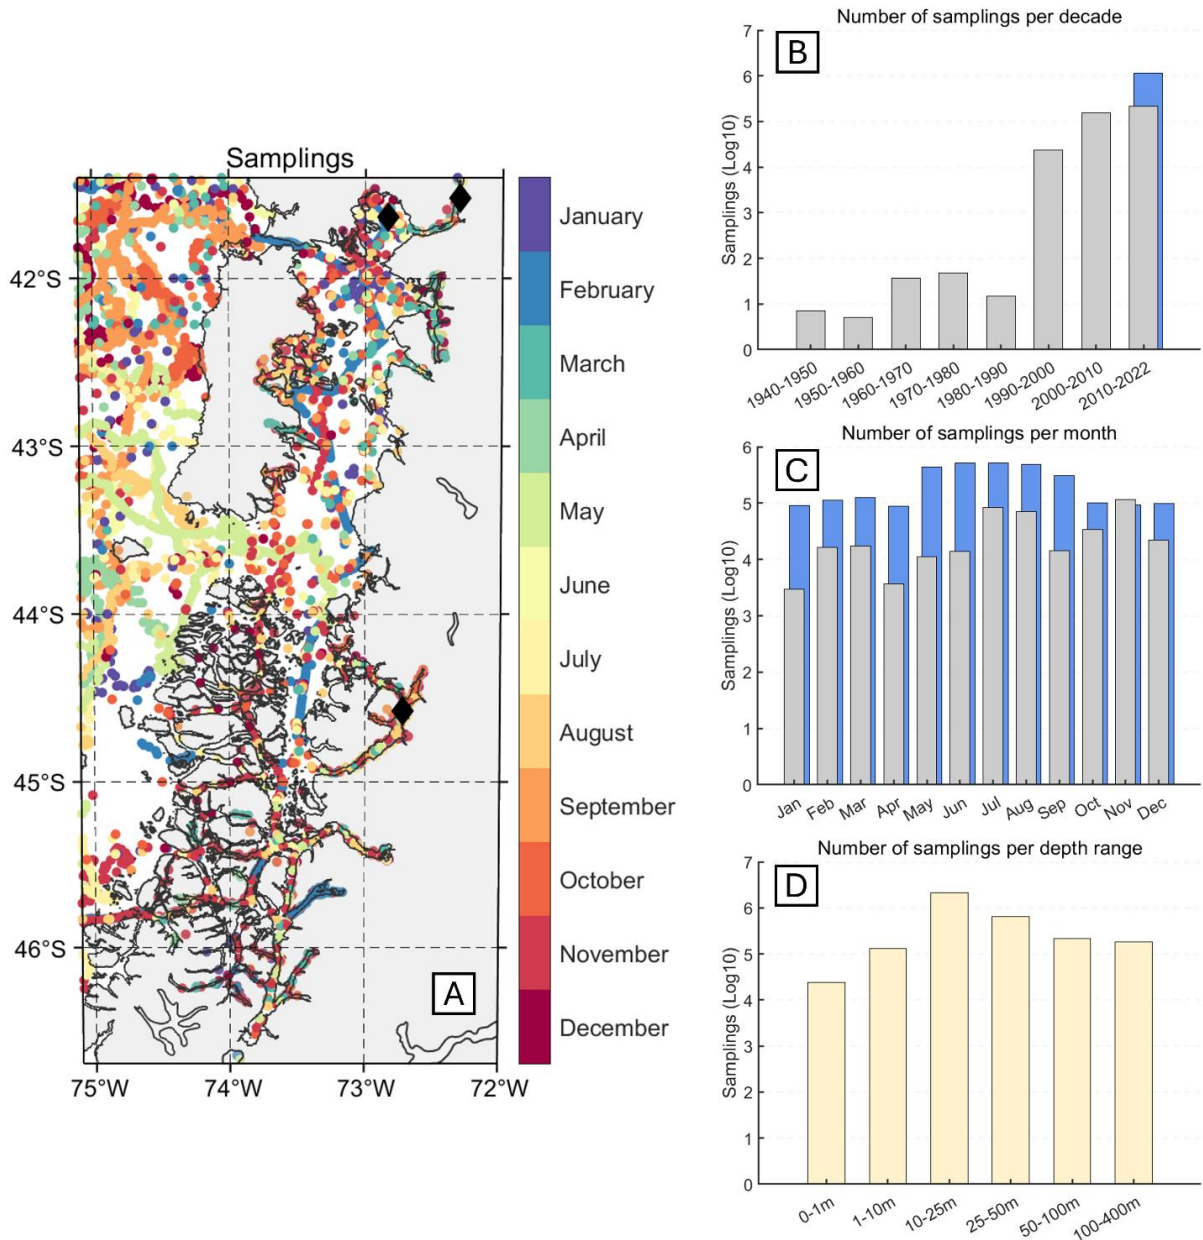 Samplings
42°S
43°S
44°S
45°S
46°S
75°W
74°W
73°W
72°W
A
January
February
March
April
May
June
July
August
September
October
November
December
Number of samplings per decade
B
Samplings (Log10)
7
6
5
4
3
2
1
0
1940-1950
1950-1960
1960-1970
1970-1980
1980-1990
1990-2000
2000-2010
2010-2022
Number of samplings per month
C
Samplings (Log10)
6
5
4
3
2
1
0
Jan
Feb
Mar
Apr
May
Jun
Jul
Aug
Sep
Oct
Nov
Dec
Number of samplings per depth range
D
Samplings (Log10)
7
6
5
4
3
2
1
0
0-1m
1-10m
10-25m
25-50m
50-100m
100-400m